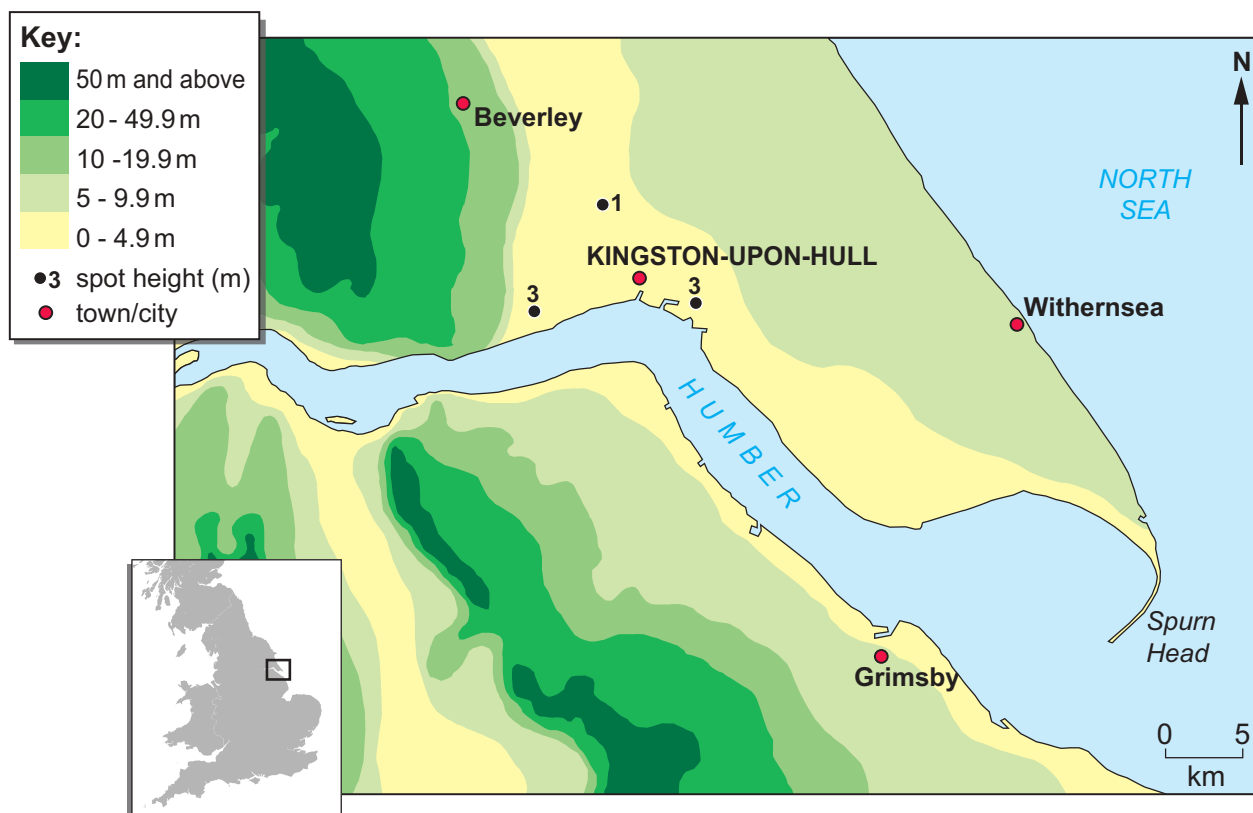 Key:
50 m and above
20 - 49.9 m
10 -19.9 m
5 - 9.9 m
0 - 4.9 m
3 spot height (m)
town/city
N
Beverley
NORTH
SEA
1
KINGSTON-UPON-HULL
3
3
Withernsea
HUMBER
Spurn
Head
Grimsby
0 5
km